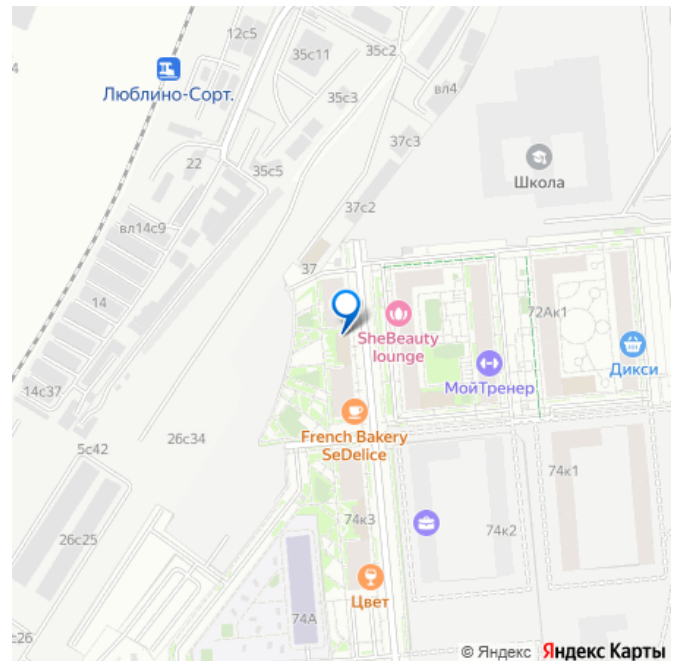 12с5
35с11
35с2
4
Люблино-Сорт.
35с3
вл4
37с3
22
35с5
Школа
37с2
вл14с9
37
14
72Ак1
SheBeauty
lounge
Дикси
МойТренер
14с37
French Bakery
SeDelice
26с34
5с42
74к1
74к3
74к2
26с25
Цвет
74А
с26
© Яндекс Яндекс Карты